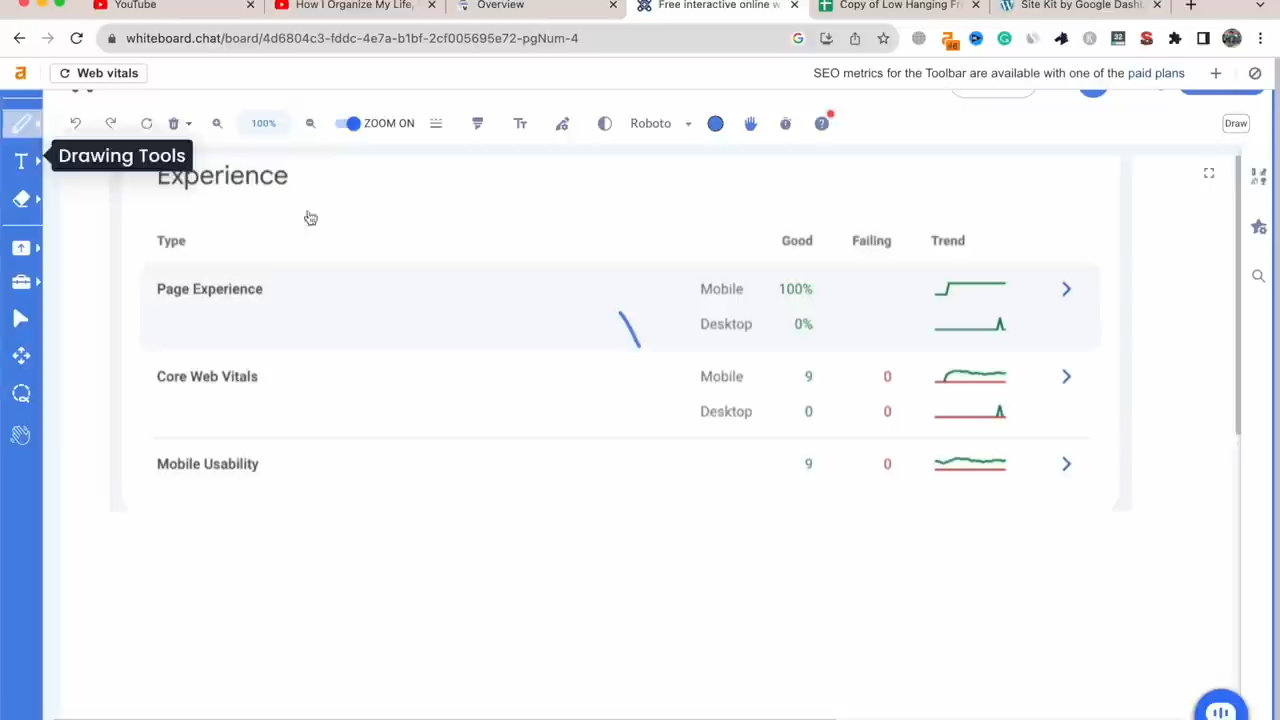 YouTube
How I Organize My Life,
Overview
Free interactive online w
Copy of Low Hanging Fr
Site Kit by Google Dashb
whiteboard.chat/board/4d6804c3-fddc-4e7a-b1bf-2cf005695e72-pgNum-4
a
Web vitals
SEO metrics for the Toolbar are available with one of the paid plans
100%
ZOOM ON
Tт
Roboto
?
Draw
T
Drawing Tools
Experience
Type Good Failing Trend
Page Experience Mobile 100%
Desktop 0%
Core Web Vitals Mobile 9 0
Desktop 0 0
Mobile Usability 9 0